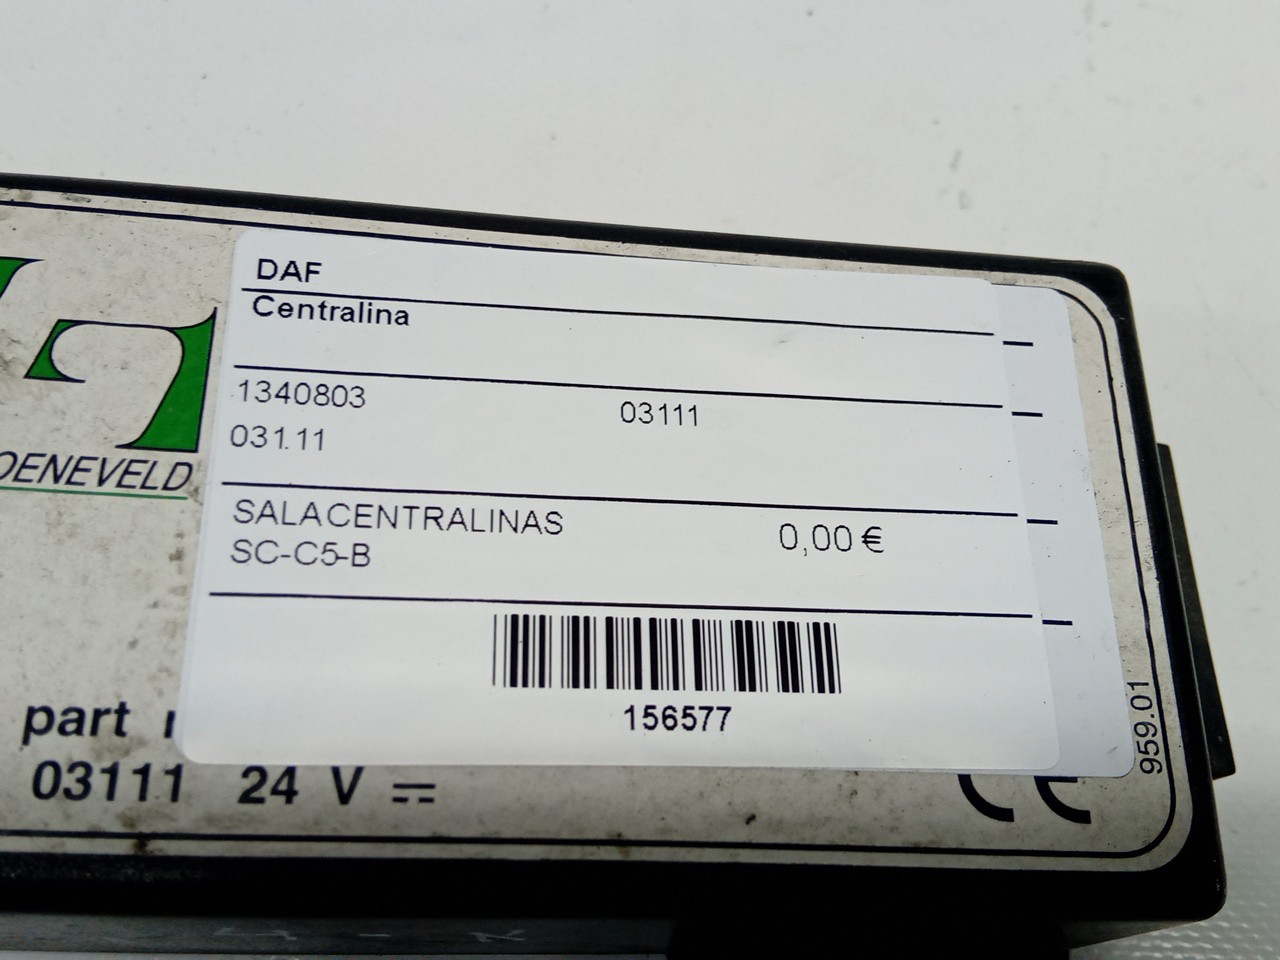 DAF
Centralina
1340803 03111
031.11
SALACENTRALINAS 0,00 €
SC-C5-B
156577
OENEVELD
part
03111 24 V
CE
959.01